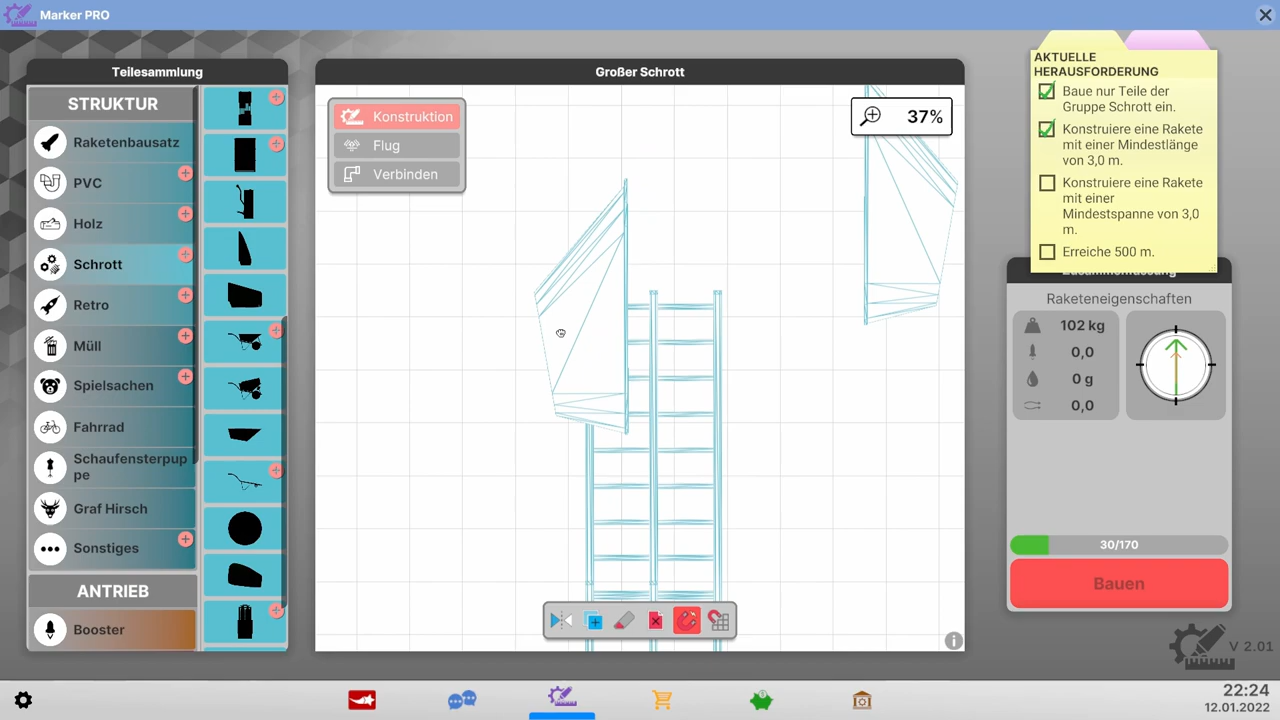 Marker PRO
Teilesammlung
STRUKTUR
Raketenbausatz
PVC
Holz
Schrott
Retro
Müll
Spielsachen
Fahrrad
Schaufensterpup
pe
Graf Hirsch
Sonstiges
ANTRIEB
Booster
Großer Schrott
Konstruktion
Flug
Verbinden
37%
AKTUELLE
HERAUSFORDERUNG
Baue nur Teile der
Gruppe Schrott ein.
Konstruiere eine Rakete
mit einer Mindestlänge
von 3,0 m.
Konstruiere eine Rakete
mit einer
Mindestspanne von 3,0
m.
Erreiche 500 m.
Zusammenfassung
Raketeneigenschaften
102 kg
0,0
0 g
0,0
30/170
Bauen
V 2.01
22:24
12.01.2022